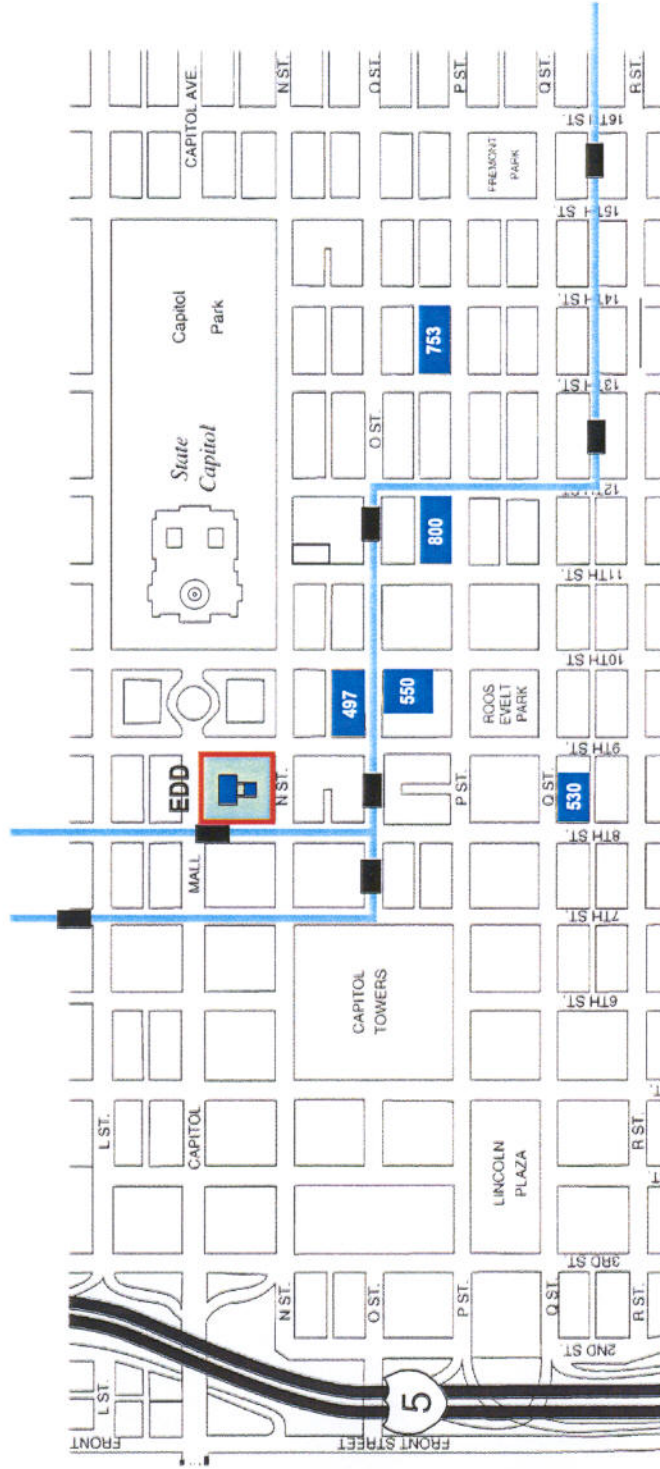 CAPITOL AVE.
N ST.
O ST.
P ST.
Q ST.
R ST.
16TH ST.
FREMONT
PARK
15TH ST.
Capitol
Park
14TH ST.
753
13TH ST.
State
Capitol
O ST.
12TH ST.
800
11TH ST.
10TH ST.
497
550
ROOS
EVELT
PARK
9TH ST.
EDD
N ST.
P ST.
Q ST.
530
8TH ST.
MALL
7TH ST.
CAPITOL
TOWERS
6TH ST.
L ST.
CAPITOL
LINCOLN
PLAZA
R ST.
3RD ST.
N ST.
O ST.
P ST.
Q ST.
R ST.
2ND ST.
L ST.
5
FRONT
FRONT STREET